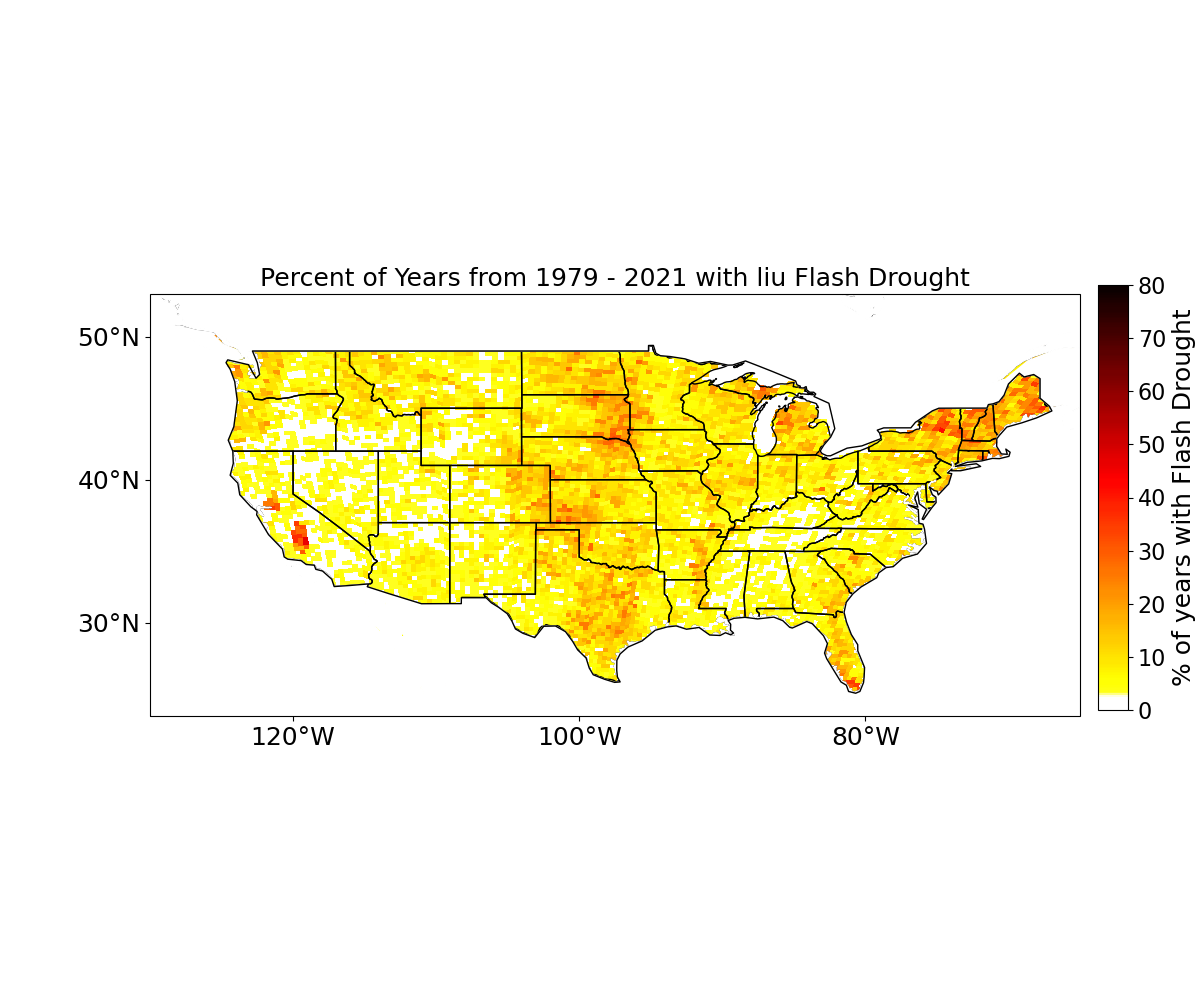 Percent of Years from 1979 - 2021 with liu Flash Drought
50°N
40°N
30°N
120°W
100°W
80°W
80
70
60
50
40
30
20
10
0
% of years with Flash Drought